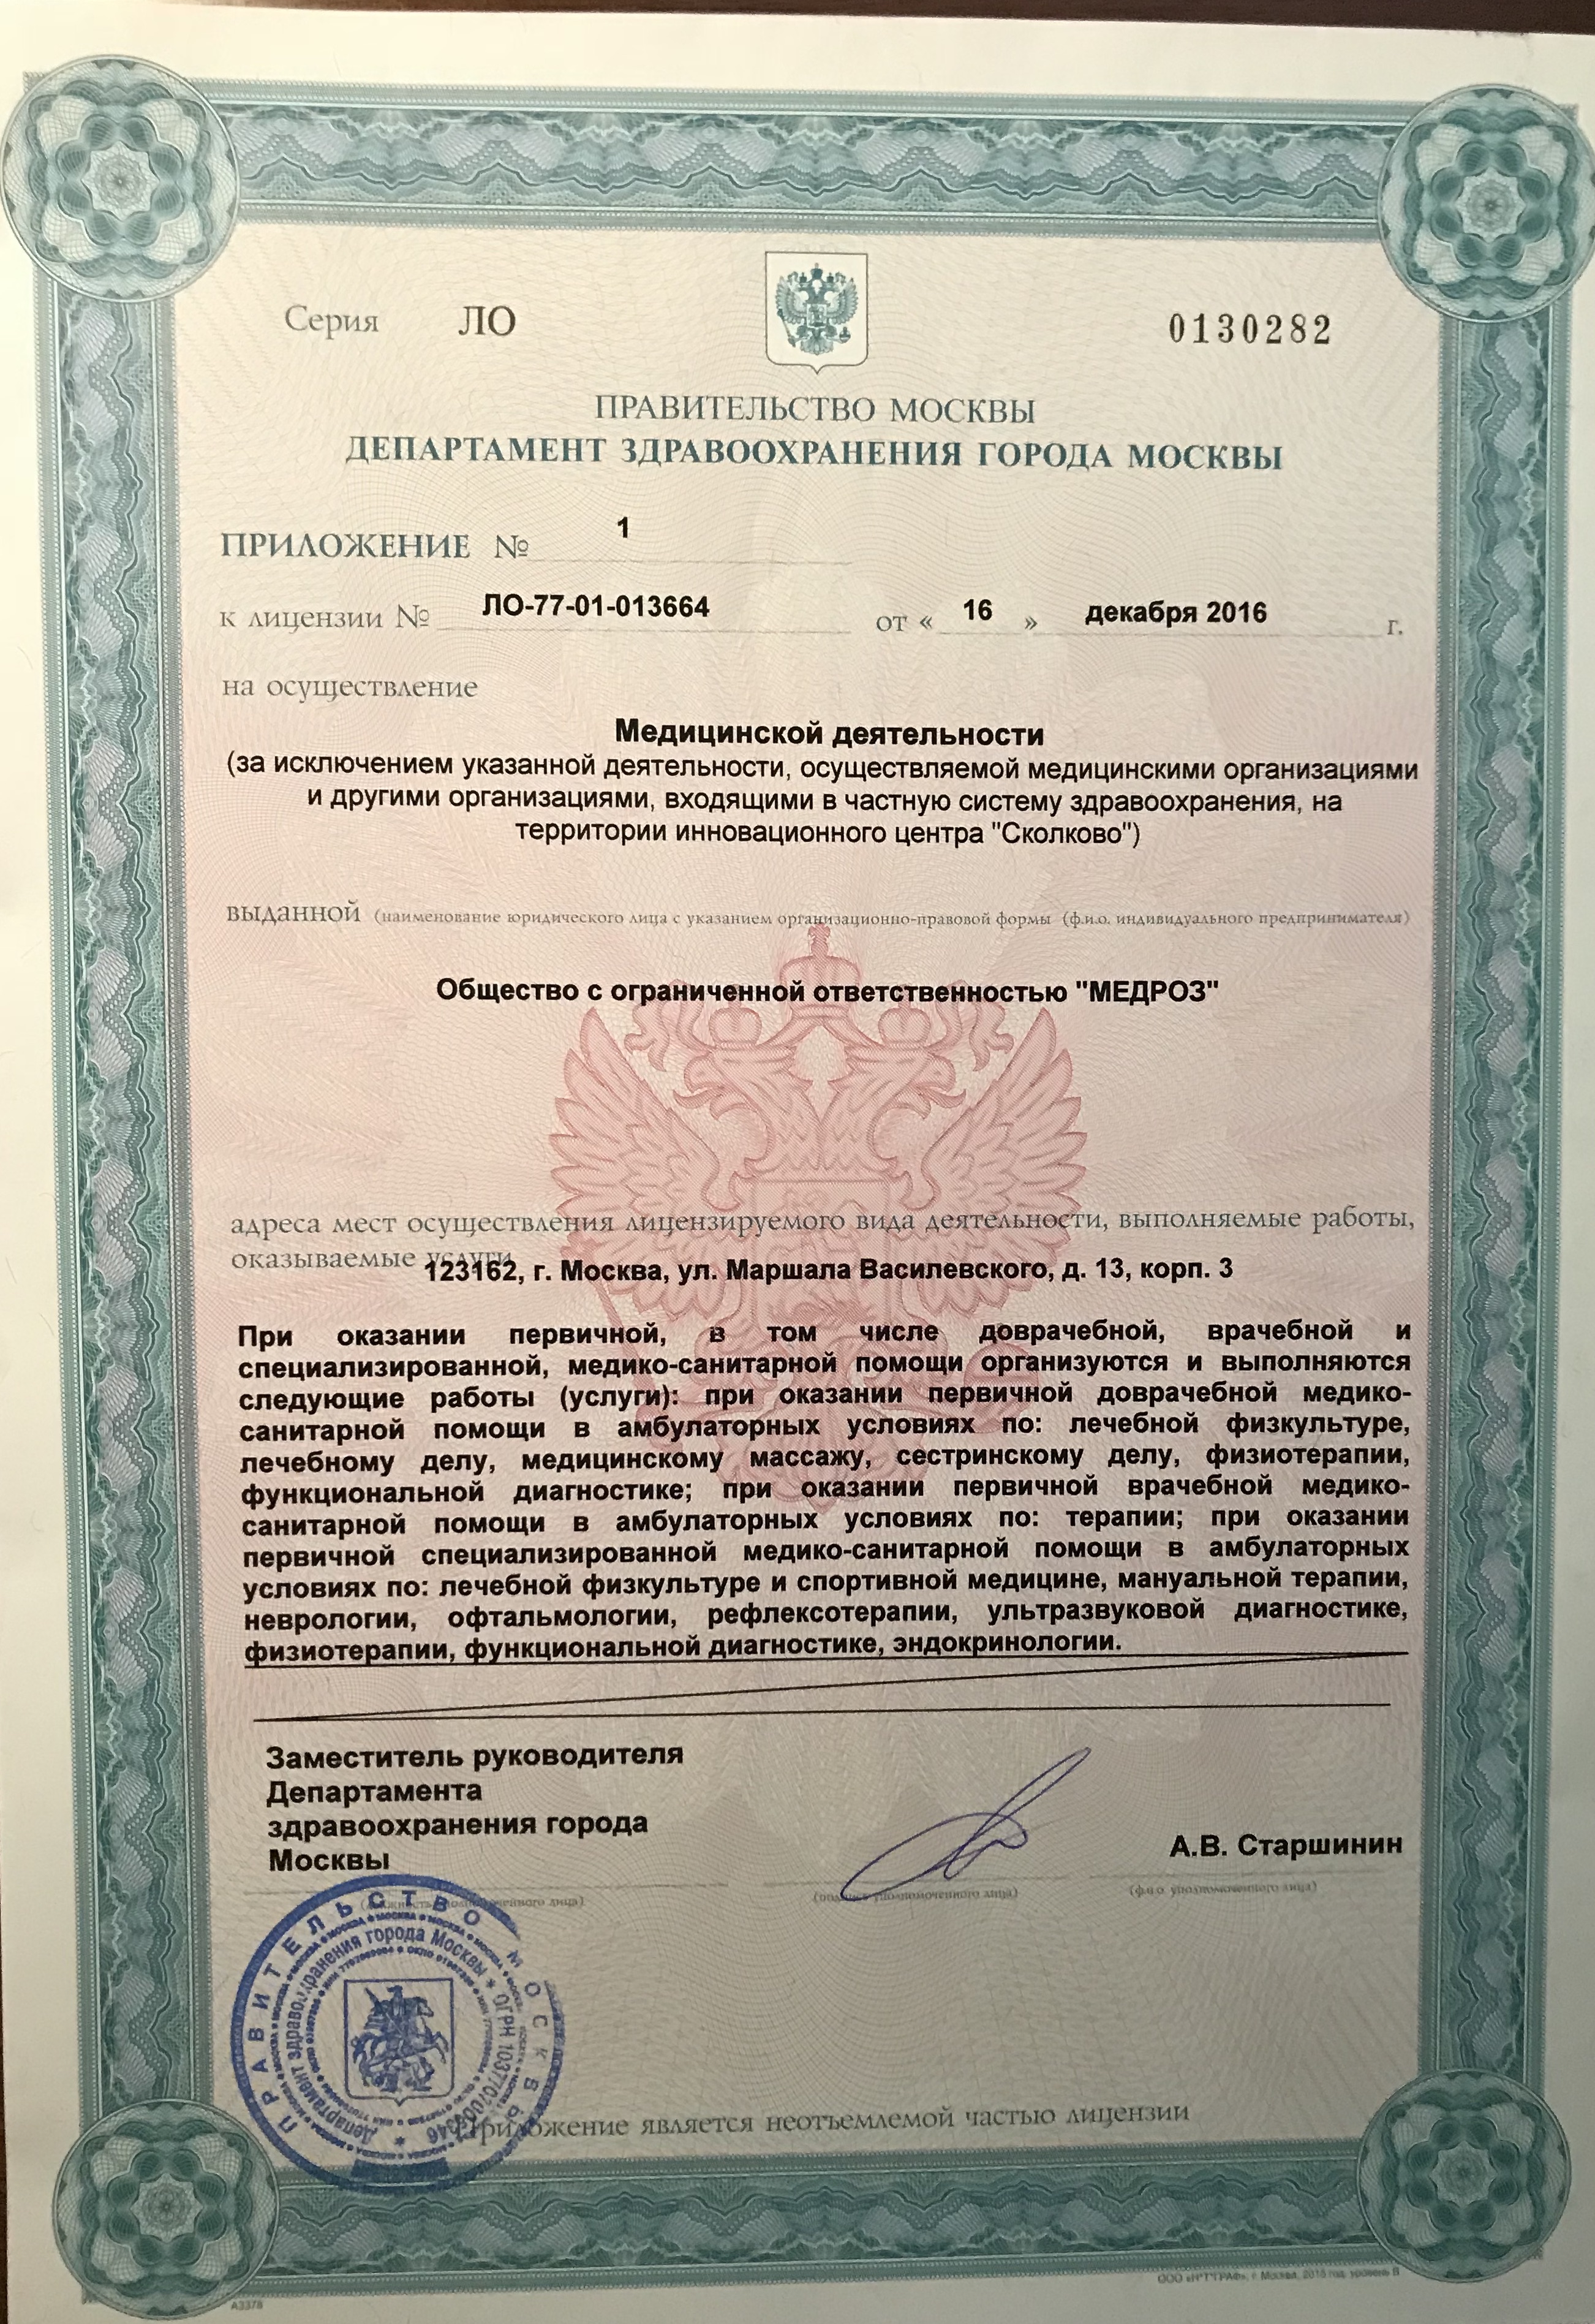 Серия ЛО 0130282
ПРАВИТЕЛЬСТВО МОСКВЫ
ДЕПАРТАМЕНТ ЗДРАВООХРАНЕНИЯ ГОРОДА МОСКВЫ
ПРИЛОЖЕНИЕ № 1
к лицензии № ЛО-77-01-013664 от « 16 » декабря 2016 г.
на осуществление
Медицинской деятельности
(за исключением указанной деятельности, осуществляемой медицинскими организациями
и другими организациями, входящими в частную систему здравоохранения, на
территории инновационного центра "Сколково")
выданной (наименование юридического лица с указанием организационно-правовой формы (ф.и.о. индивидуального предпринимателя)
Общество с ограниченной ответственностью "МЕДРОЗ"
адреса мест осуществления лицензируемого вида деятельности, выполняемые работы,
оказываемые услуги
123162, г. Москва, ул. Маршала Василевского, д. 13, корп. 3
При оказании первичной, в том числе доврачебной, врачебной и
специализированной, медико-санитарной помощи организуются и выполняются
следующие работы (услуги): при оказании первичной доврачебной медико-
санитарной помощи в амбулаторных условиях по: лечебной физкультуре,
лечебному делу, медицинскому массажу, сестринскому делу, физиотерапии,
функциональной диагностике; при оказании первичной врачебной медико-
санитарной помощи в амбулаторных условиях по: терапии; при оказании
первичной специализированной медико-санитарной помощи в амбулаторных
условиях по: лечебной физкультуре и спортивной медицине, мануальной терапии,
неврологии, офтальмологии, рефлексотерапии, ультразвуковой диагностике,
физиотерапии, функциональной диагностике, эндокринологии.
Заместитель руководителя
Департамента
здравоохранения города
Москвы
А.В. Старшинин
(подпись уполномоченного лица) (ф.и.о. уполномоченного лица)
ПРАВИТЕЛЬСТВО МОСКВЫ
Департамент здравоохранения города Москвы * ОГРН 1037707005346 *
Приложение является неотъемлемой частью лицензии
А3378